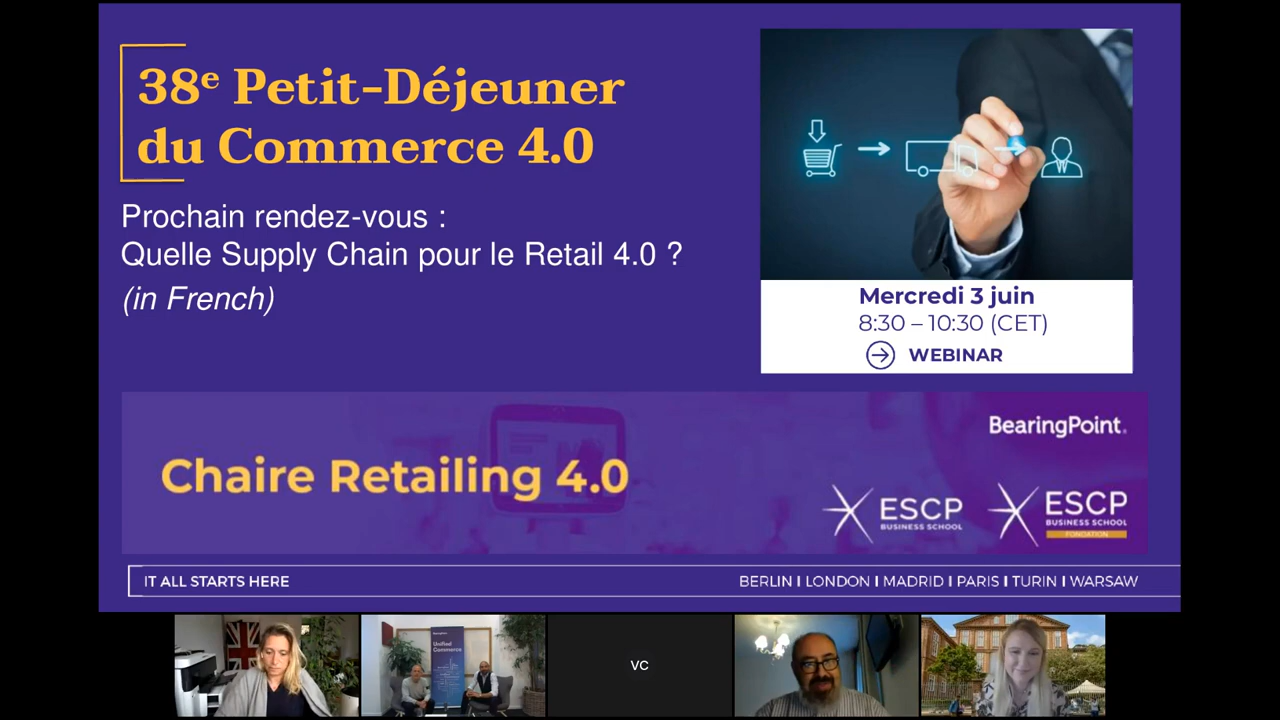 38e Petit-Déjeuner
du Commerce 4.0
Prochain rendez-vous :
Quelle Supply Chain pour le Retail 4.0 ?
(in French)
Mercredi 3 juin
8:30 – 10:30 (CET)
WEBINAR
BearingPoint.
Chaire Retailing 4.0
ESCP
BUSINESS SCHOOL
ESCP
BUSINESS SCHOOL
FONDATION
IT ALL STARTS HERE
BERLIN I LONDON I MADRID I PARIS I TURIN I WARSAW
Unified
Commerce
VC